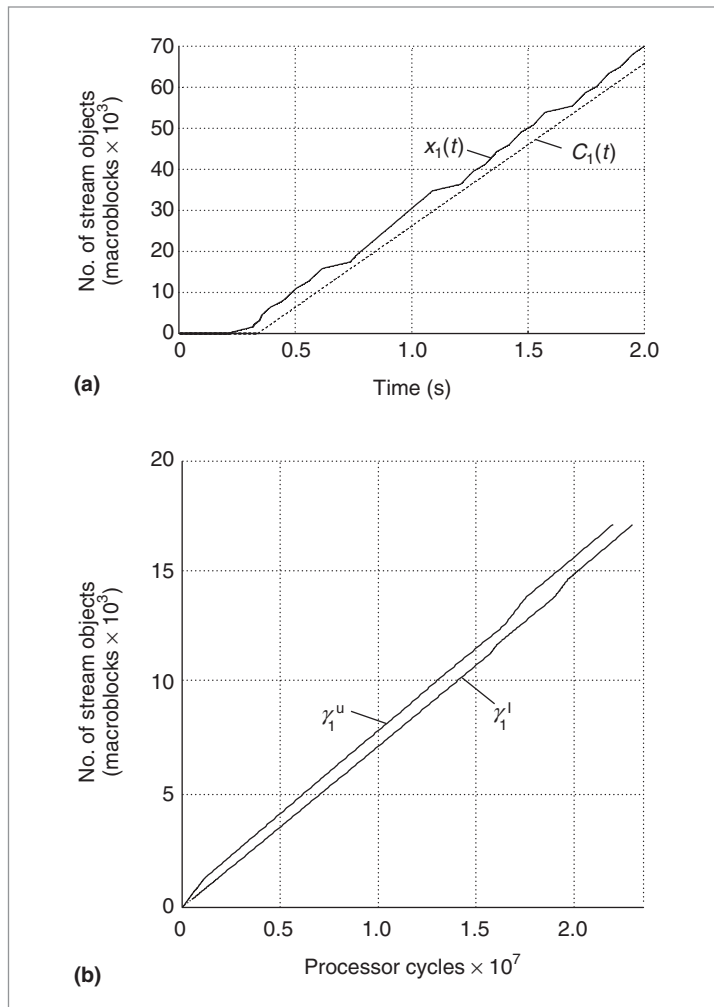 70
60
50
40
30
20
10
0
No. of stream objects
(macroblocks × 10³)
x₁(t)
C₁(t)
0
0.5
1.0
1.5
2.0
Time (s)
(a)
20
15
10
5
0
No. of stream objects
(macroblocks × 10³)
γ₁ᵘ
γ₁ˡ
0
0.5
1.0
1.5
2.0
Processor cycles × 10⁷
(b)